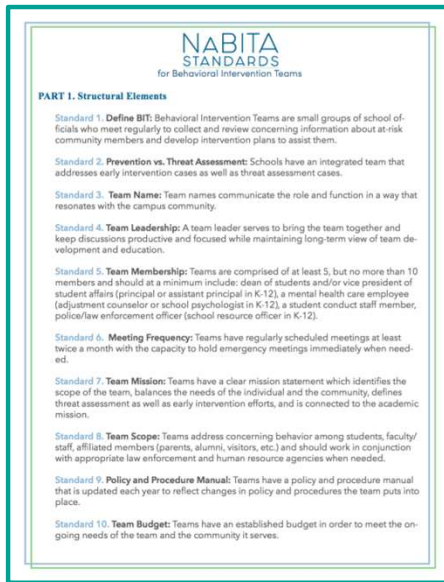 NABITA
STANDARDS
for Behavioral Intervention Teams
PART 1. Structural Elements
Standard 1. Define BIT: Behavioral Intervention Teams are small groups of school of-
ficials who meet regularly to collect and review concerning information about at-risk
community members and develop intervention plans to assist them.
Standard 2. Prevention vs. Threat Assessment: Schools have an integrated team that
addresses early intervention cases as well as threat assessment cases.
Standard 3. Team Name: Team names communicate the role and function in a way that
resonates with the campus community.
Standard 4. Team Leadership: A team leader serves to bring the team together and
keep discussions productive and focused while maintaining long-term view of team de-
velopment and education.
Standard 5. Team Membership: Teams are comprised of at least 5, but no more than 10
members and should at a minimum include: dean of students and/or vice president of
student affairs (principal or assistant principal in K-12), a mental health care employee
(adjustment counselor or school psychologist in K-12), a student conduct staff member,
police/law enforcement officer (school resource officer in K-12).
Standard 6. Meeting Frequency: Teams have regularly scheduled meetings at least
twice a month with the capacity to hold emergency meetings immediately when need-
ed.
Standard 7. Team Mission: Teams have a clear mission statement which identifies the
scope of the team, balances the needs of the individual and the community, defines
threat assessment as well as early intervention efforts, and is connected to the academic
mission.
Standard 8. Team Scope: Teams address concerning behavior among students, faculty/
staff, affiliated members (parents, alumni, visitors, etc.) and should work in conjunction
with appropriate law enforcement and human resource agencies when needed.
Standard 9. Policy and Procedure Manual: Teams have a policy and procedure manual
that is updated each year to reflect changes in policy and procedures the team puts into
place.
Standard 10. Team Budget: Teams have an established budget in order to meet the on-
going needs of the team and the community it serves.